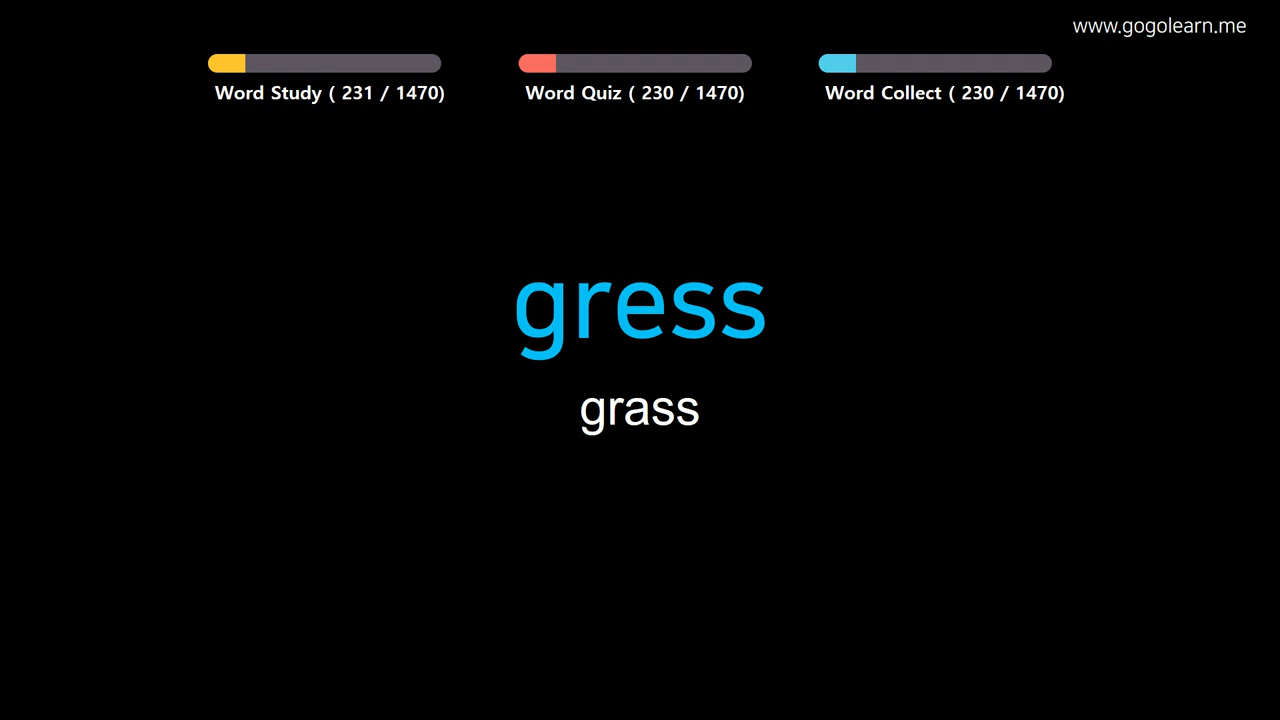 www.gogolearn.me
Word Study ( 231 / 1470)
Word Quiz ( 230 / 1470)
Word Collect ( 230 / 1470)
gress
grass